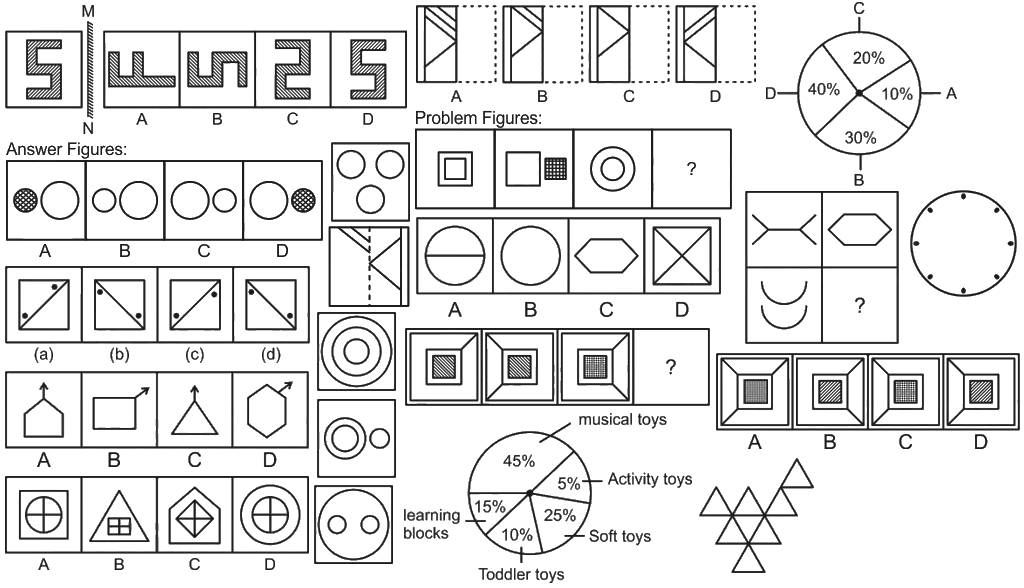 M
N
A B C D
A B C D
C
20%
D
40%
10%
A
30%
B
Problem Figures:
?
Answer Figures:
A B C D
A B C D
?
(a) (b) (c) (d)
?
A B C D
A B C D
musical toys
45%
5%
Activity toys
15%
25%
learning
blocks
10%
Soft toys
Toddler toys
A B C D